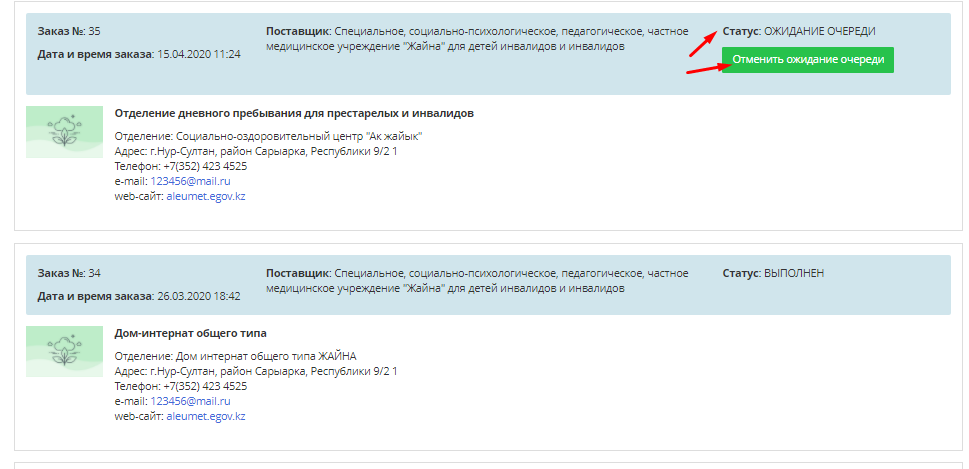 Заказ №: 35
Дата и время заказа: 15.04.2020 11:24
Поставщик: Специальное, социально-психологическое, педагогическое, частное
медицинское учреждение "Жайна" для детей инвалидов и инвалидов
Статус: ОЖИДАНИЕ ОЧЕРЕДИ
Отменить ожидание очереди
Отделение дневного пребывания для престарелых и инвалидов
Отделение: Социально-оздоровительный центр "Ак жайык"
Адрес: г.Нур-Султан, район Сарыарка, Республики 9/2 1
Телефон: +7(352) 423 4525
e-mail: 123456@mail.ru
web-сайт: aleumet.egov.kz
Заказ №: 34
Дата и время заказа: 26.03.2020 18:42
Поставщик: Специальное, социально-психологическое, педагогическое, частное
медицинское учреждение "Жайна" для детей инвалидов и инвалидов
Статус: ВЫПОЛНЕН
Дом-интернат общего типа
Отделение: Дом интернат общего типа ЖАЙНА
Адрес: г.Нур-Султан, район Сарыарка, Республики 9/2 1
Телефон: +7(352) 423 4525
e-mail: 123456@mail.ru
web-сайт: aleumet.egov.kz